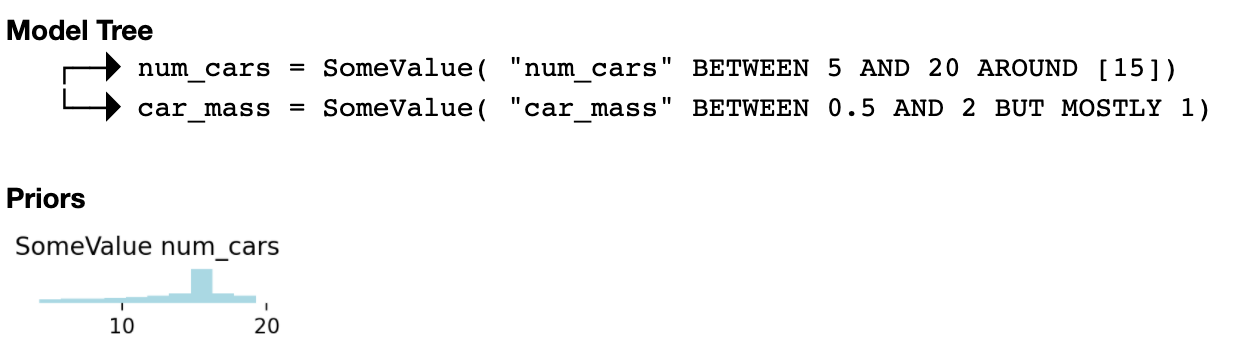 Model Tree
num_cars = SomeValue( "num_cars" BETWEEN 5 AND 20 AROUND [15])
car_mass = SomeValue( "car_mass" BETWEEN 0.5 AND 2 BUT MOSTLY 1)
Priors
SomeValue num_cars
10 20